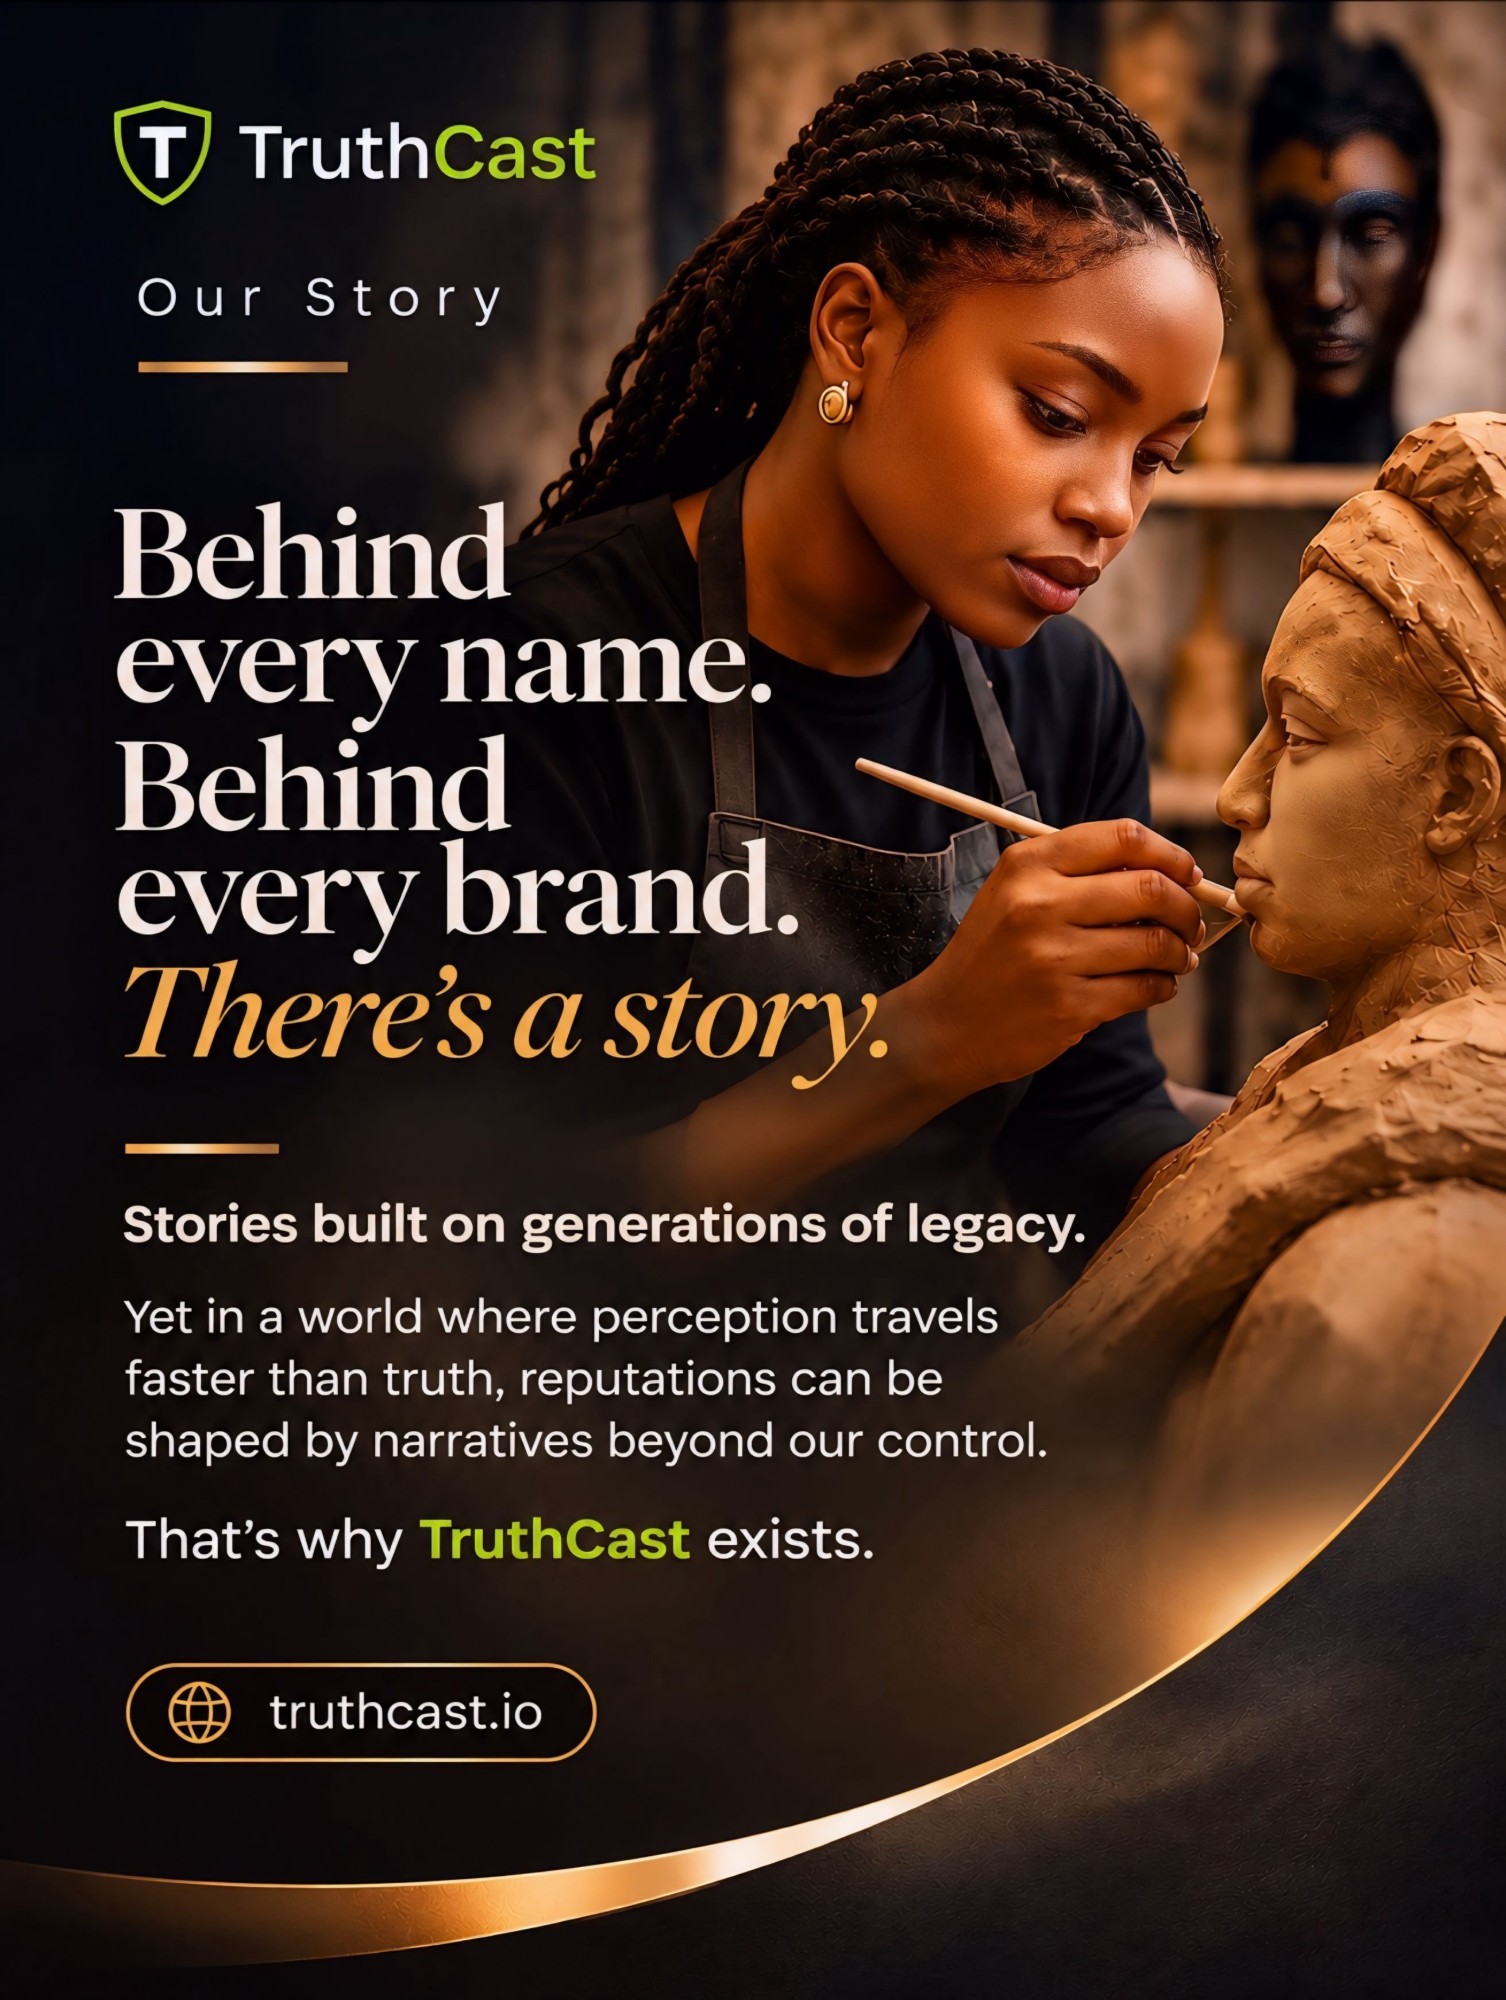 T TruthCast
Our Story
Behind
every name.
Behind
every brand.
There's a story.
Stories built on generations of legacy.
Yet in a world where perception travels
faster than truth, reputations can be
shaped by narratives beyond our control.
That's why TruthCast exists.
truthcast.io